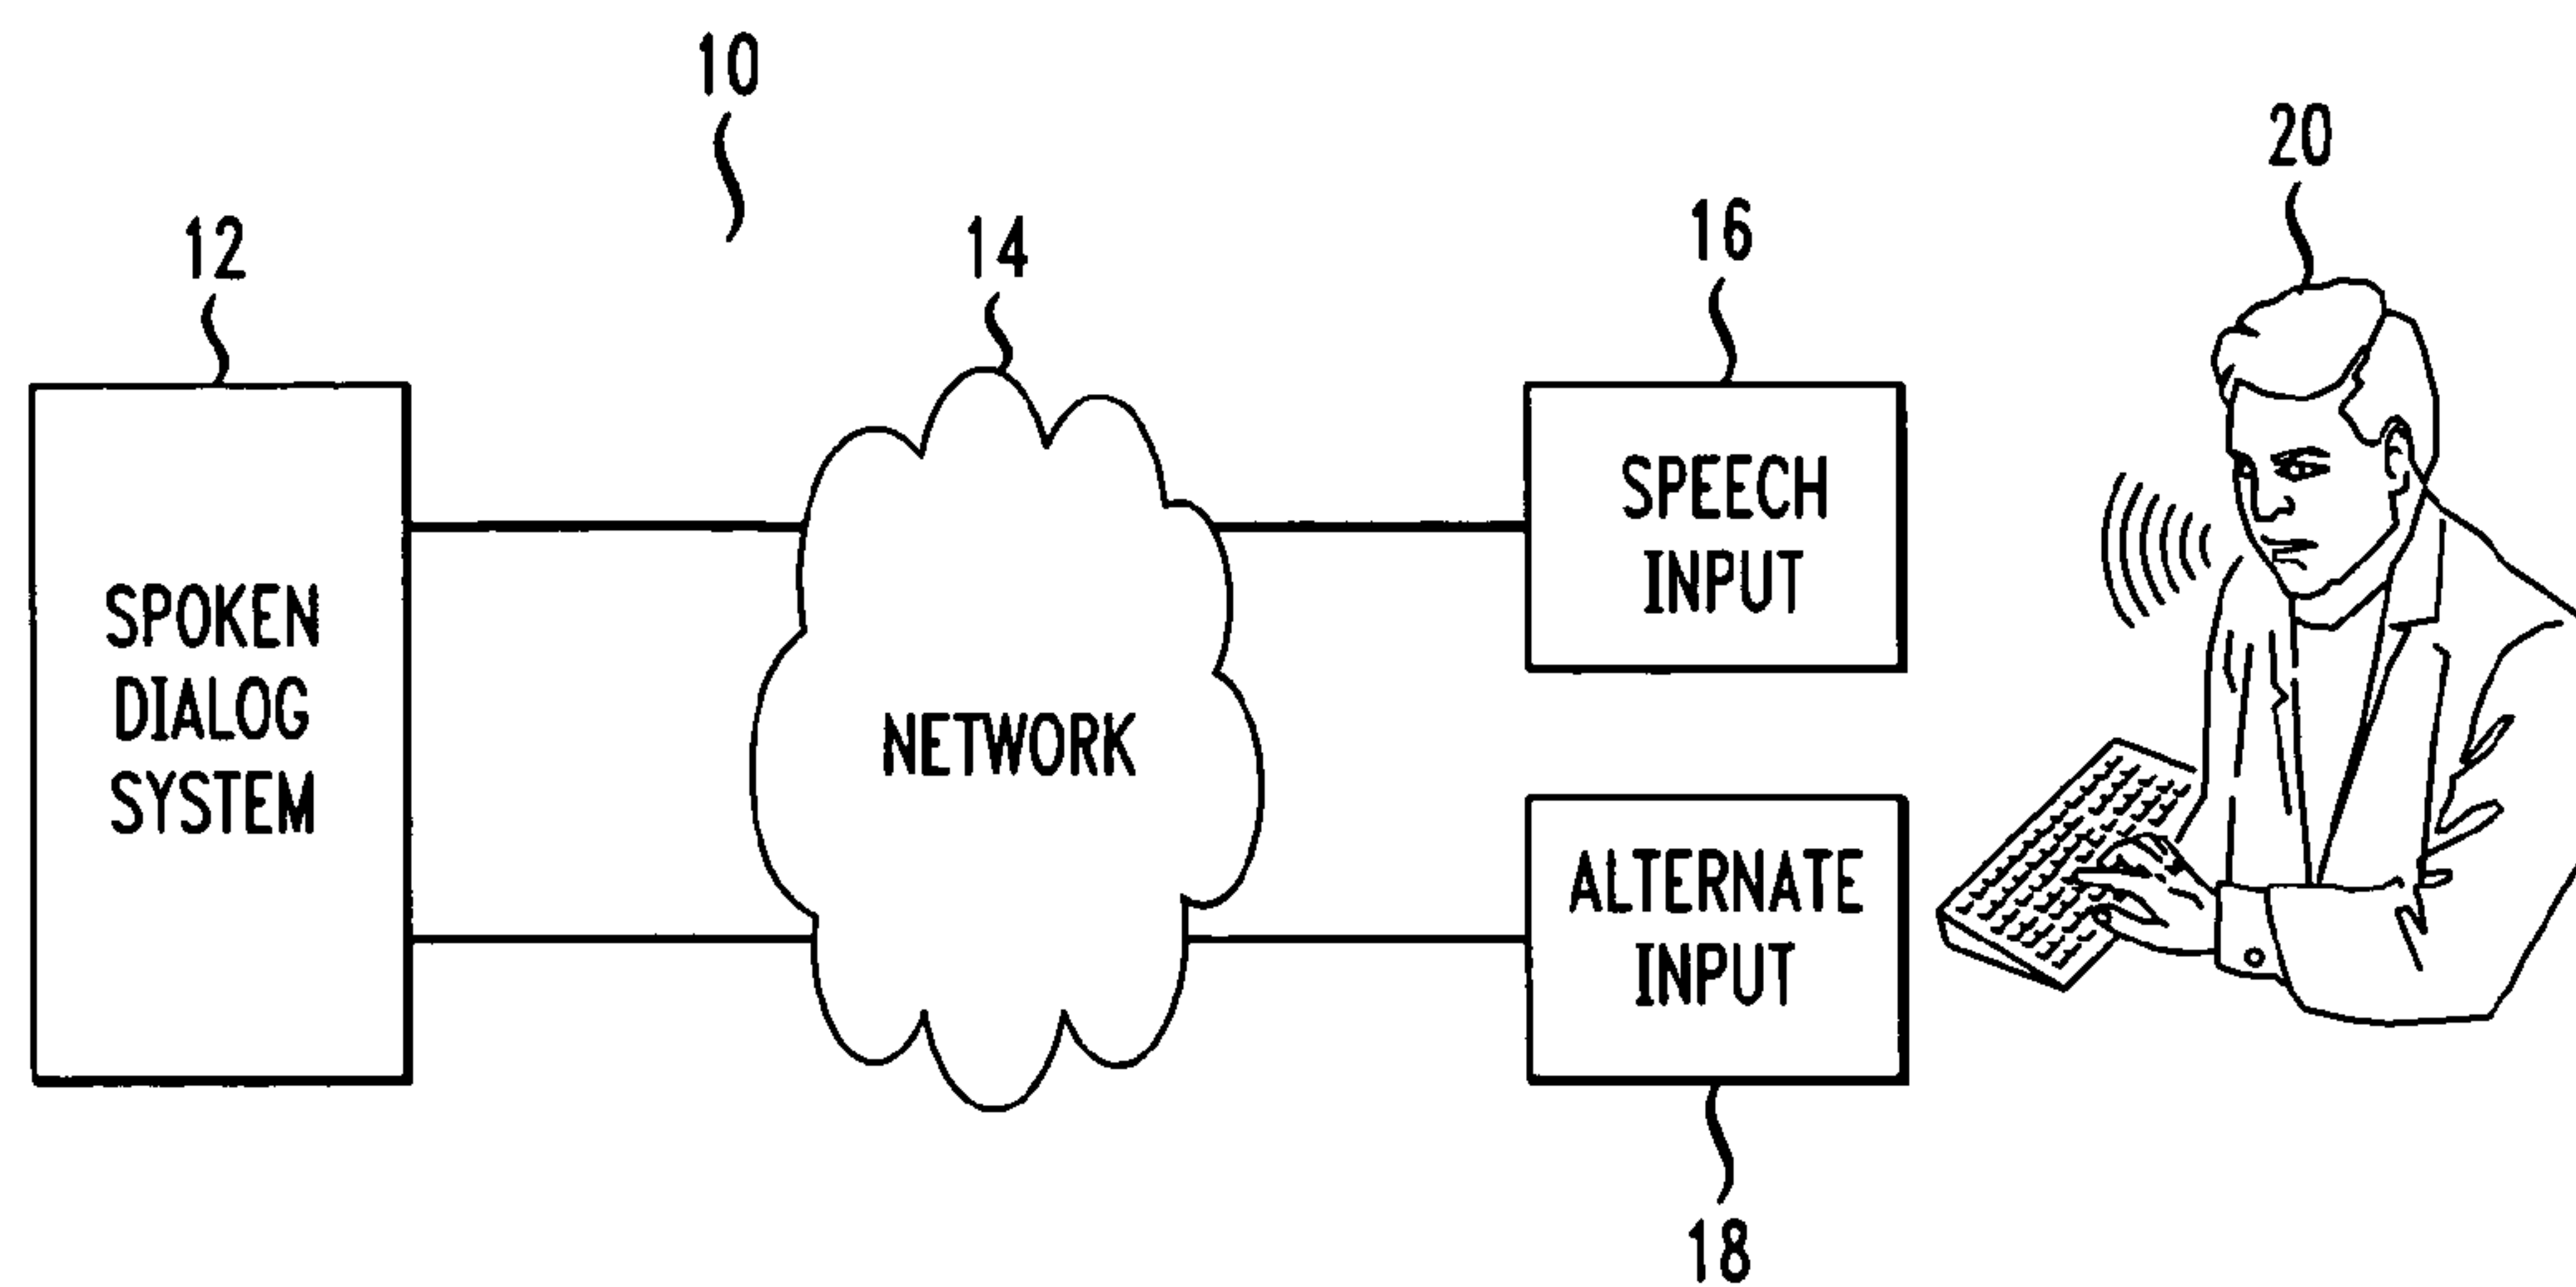 10
20
12
14
16
SPOKEN
DIALOG
SYSTEM
NETWORK
SPEECH
INPUT
ALTERNATE
INPUT
18